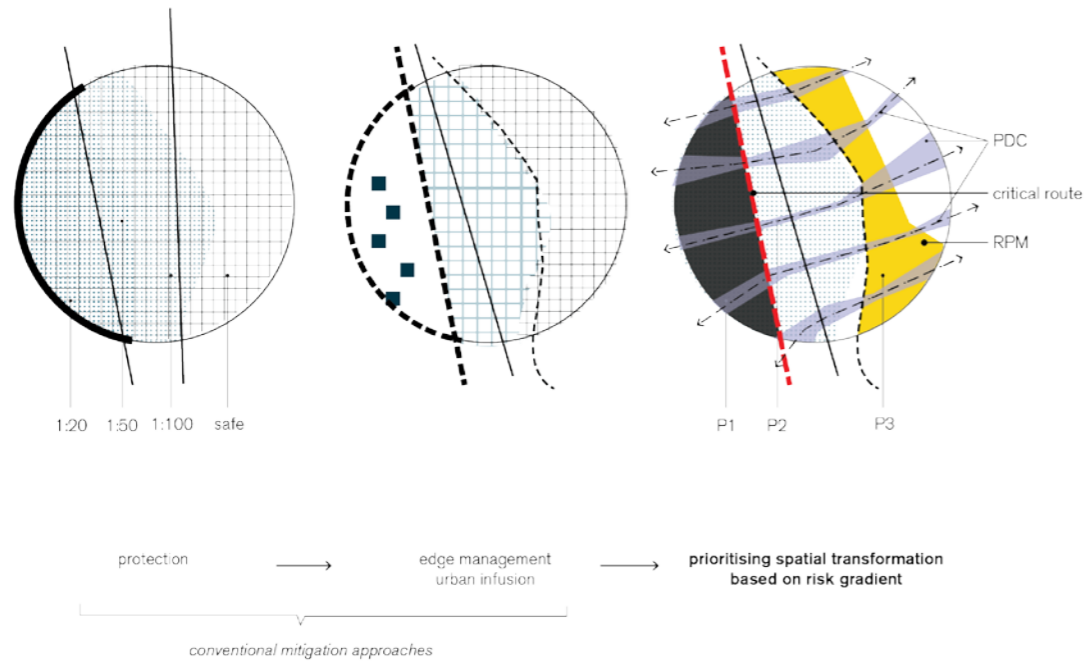 PDC
critical route
RPM
1:20 1:50 1:100 safe
P1 P2 P3
protection
edge management
urban infusion
prioritising spatial transformation
based on risk gradient
conventional mitigation approaches